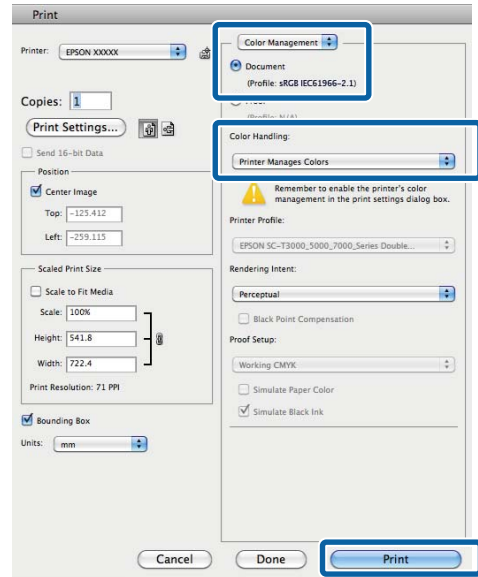 Print
Printer: EPSON XXXXX
Copies: 1
Print Settings...
Send 16-bit Data
Position
Center Image
Top: -125.412
Left: -259.115
Scaled Print Size
Scale to Fit Media
Scale: 100%
Height: 541.8
Width: 722.4
Print Resolution: 71 PPI
Bounding Box
Units: mm
Color Management
Document
(Profile: sRGB IEC61966-2.1)
Color Handling:
Printer Manages Colors
Remember to enable the printer's color
management in the print settings dialog box.
Printer Profile:
EPSON SC-T3000_5000_7000_Series Double...
Rendering Intent:
Perceptual
Black Point Compensation
Proof Setup:
Working CMYK
Simulate Paper Color
Simulate Black Ink
Cancel
Done
Print